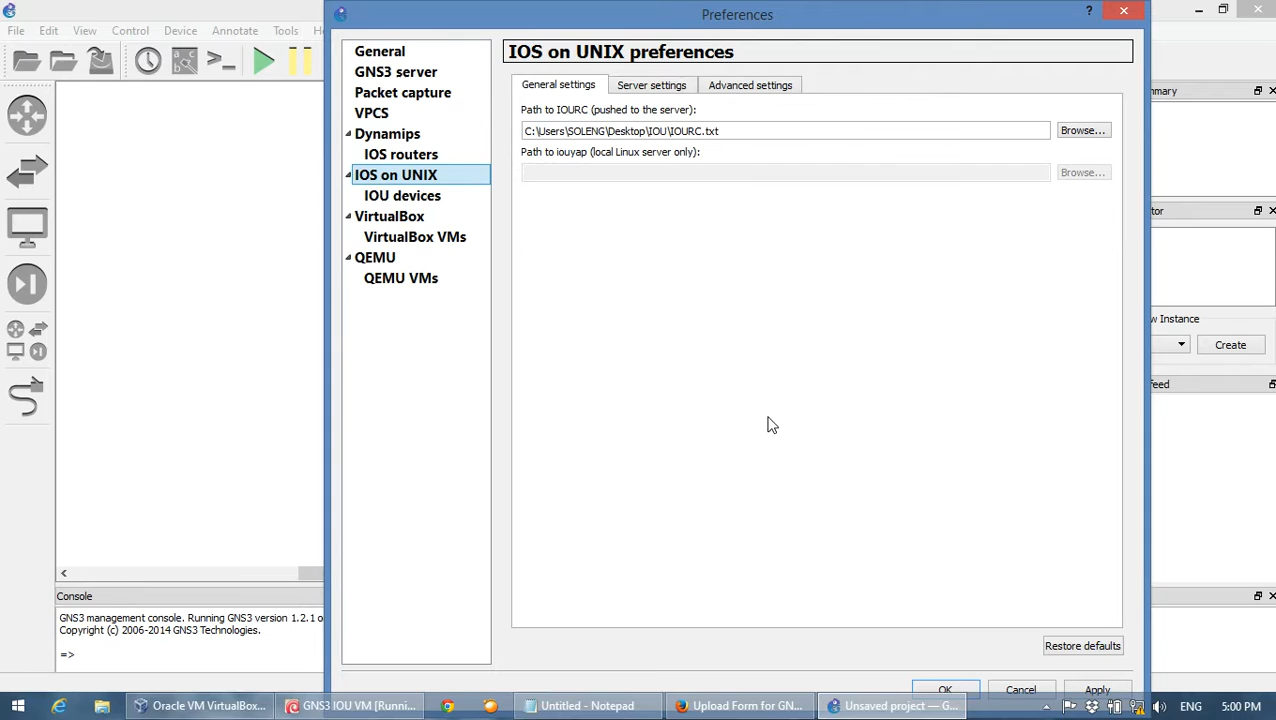 Preferences
?
File Edit View Control Device Annotate Tools H
General
GNS3 server
Packet capture
VPCS
Dynamips
IOS routers
IOS on UNIX
IOU devices
VirtualBox
VirtualBox VMs
QEMU
QEMU VMs
IOS on UNIX preferences
General settings Server settings Advanced settings
Path to IOURC (pushed to the server):
C:\Users\SOLENG\Desktop\IOU\IOURC.txt Browse...
Path to iouyap (local Linux server only):
Browse...
Restore defaults
OK Cancel Apply
mmary
tor
w Instance
Create
feed
Console
GNS3 management console. Running GNS3 version 1.2.1 o
Copyright (c) 2006-2014 GNS3 Technologies.
=>
Oracle VM VirtualBox... GNS3 IOU VM [Runni... Untitled - Notepad Upload Form for GN... Unsaved project — G... ENG 5:00 PM